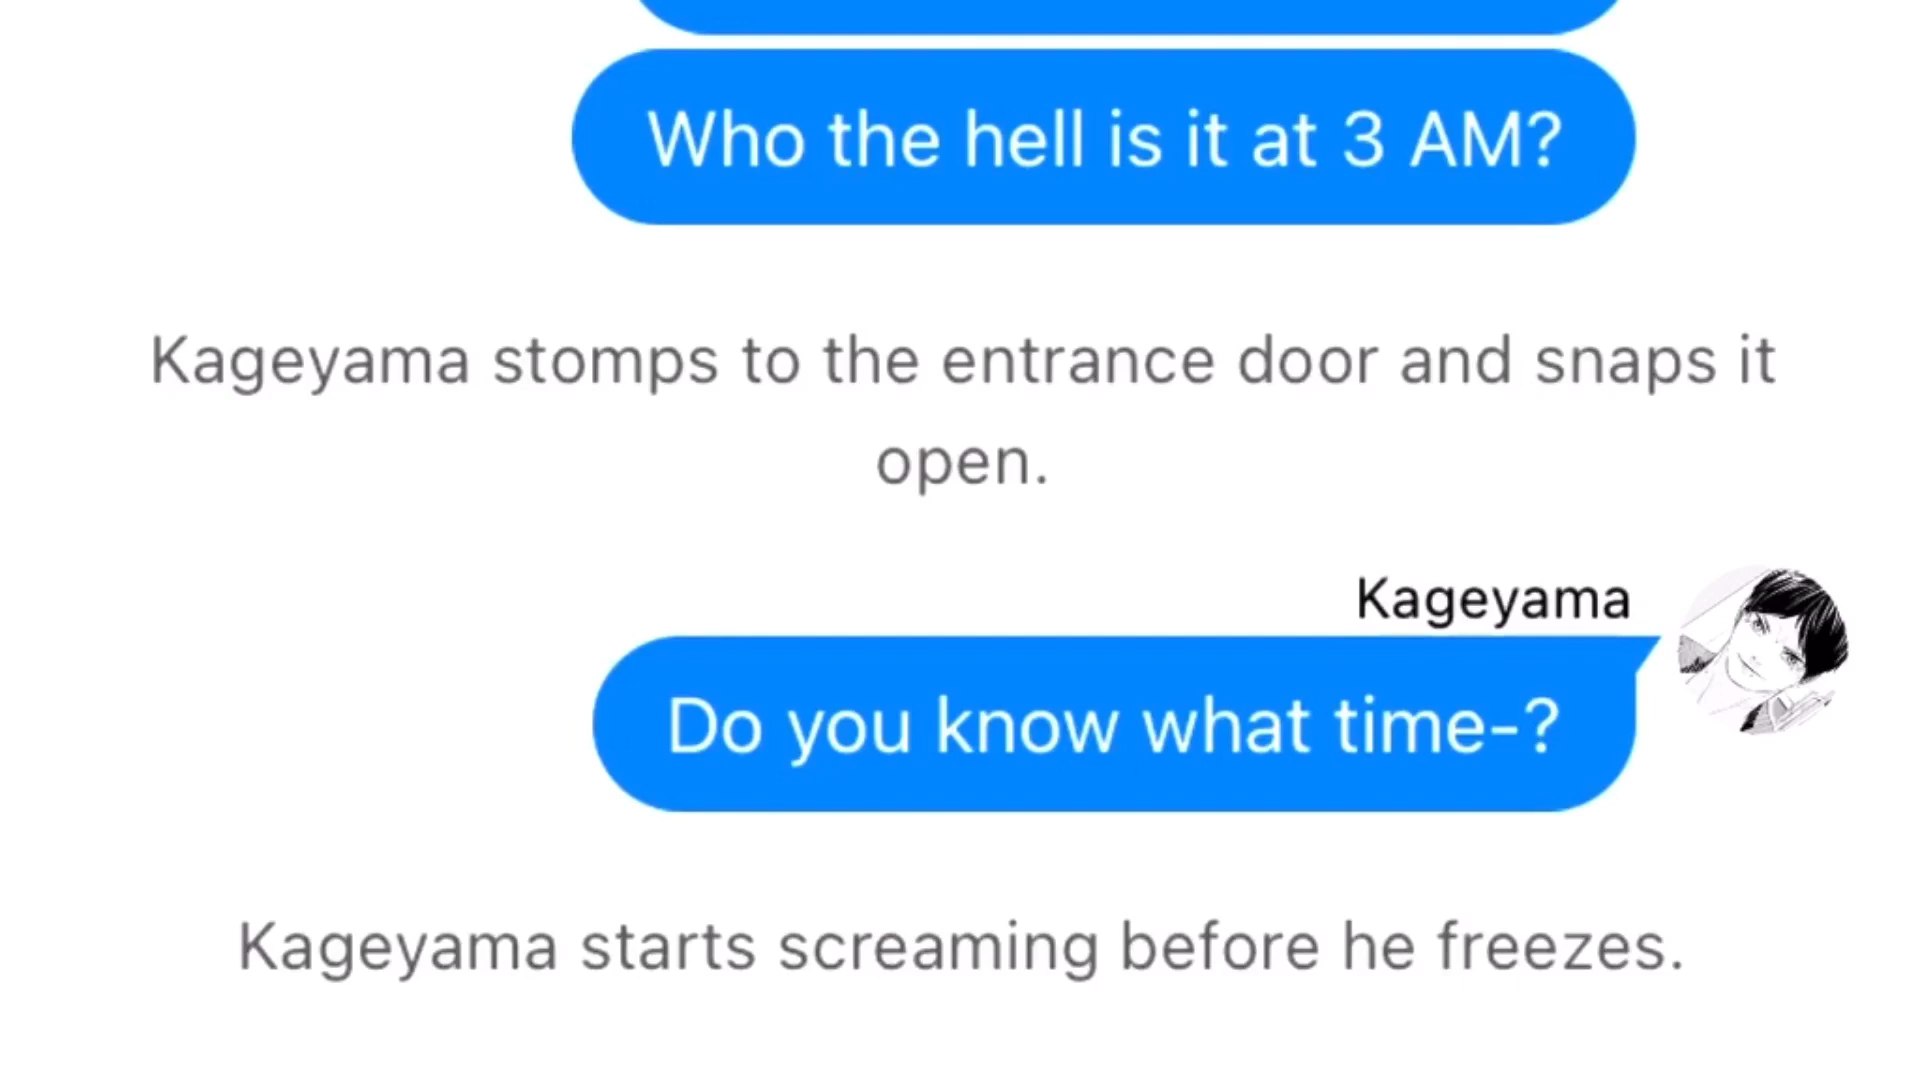 Who the hell is it at 3 AM?
Kageyama stomps to the entrance door and snaps it
open.
Kageyama
Do you know what time-?
Kageyama starts screaming before he freezes.